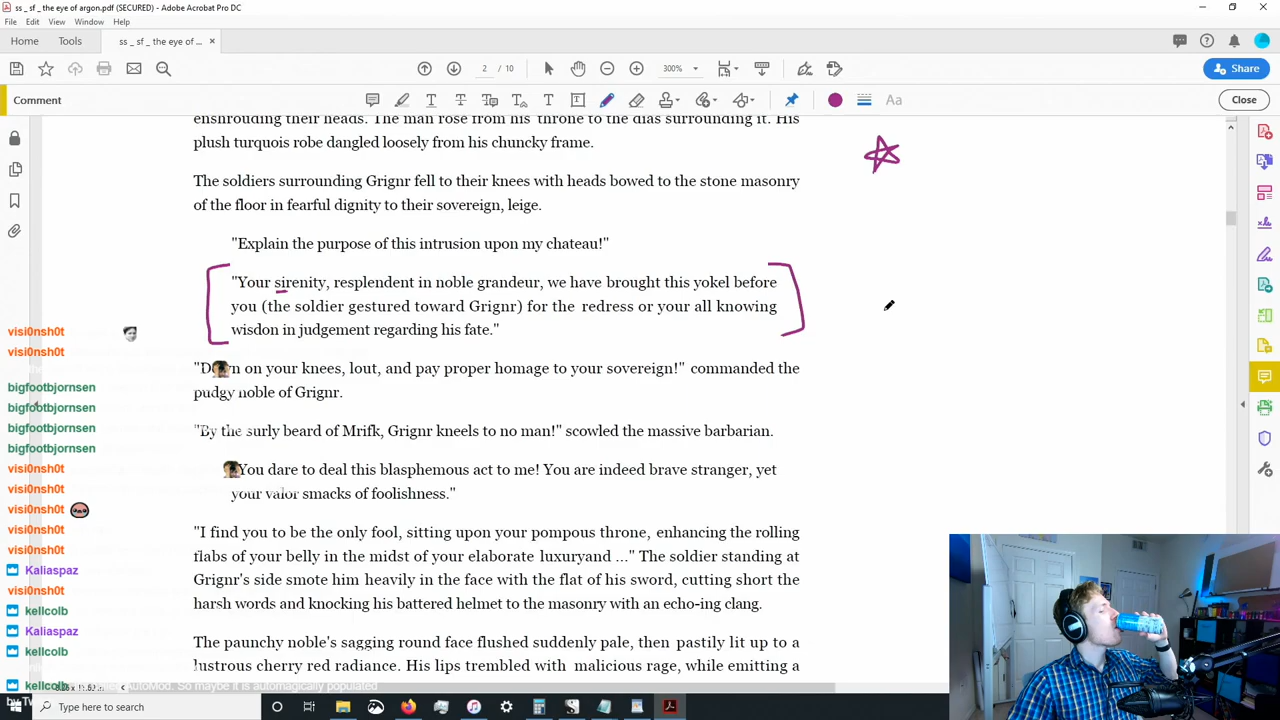 ss _ sf _ the eye of argon.pdf (SECURED) - Adobe Acrobat Pro DC
File Edit View Window Help
Home Tools ss _ sf _ the eye of ... ×
2 / 10 300% Share
Comment Aa Close
enshrouding their heads. The man rose from his throne to the dias surrounding it. His
plush turquois robe dangled loosely from his chuncky frame.
The soldiers surrounding Grignr fell to their knees with heads bowed to the stone masonry
of the floor in fearful dignity to their sovereign, leige.
"Explain the purpose of this intrusion upon my chateau!"
"Your sirenity, resplendent in noble grandeur, we have brought this yokel before
you (the soldier gestured toward Grignr) for the redress or your all knowing
wisdon in judgement regarding his fate."
"Down on your knees, lout, and pay proper homage to your sovereign!" commanded the
pudgy noble of Grignr.
"By the surly beard of Mrifk, Grignr kneels to no man!" scowled the massive barbarian.
You dare to deal this blasphemous act to me! You are indeed brave stranger, yet
your valor smacks of foolishness."
"I find you to be the only fool, sitting upon your pompous throne, enhancing the rolling
flabs of your belly in the midst of your elaborate luxuryand ..." The soldier standing at
Grignr's side smote him heavily in the face with the flat of his sword, cutting short the
harsh words and knocking his battered helmet to the masonry with an echo-ing clang.
The paunchy noble's sagging round face flushed suddenly pale, then pastily lit up to a
lustrous cherry red radiance. His lips trembled with malicious rage, while emitting a
visi0nsh0t
visi0nsh0t
bigfootbjornsen
bigfootbjornsen
bigfootbjornsen
bigfootbjornsen
visi0nsh0t
visi0nsh0t
visi0nsh0t
visi0nsh0t
visi0nsh0t
Kaliaspaz
visi0nsh0t
kellcolb
Kaliaspaz
kellcolb
kellcolb AutoMod. So maybe it is automagically populated
by
Type here to search